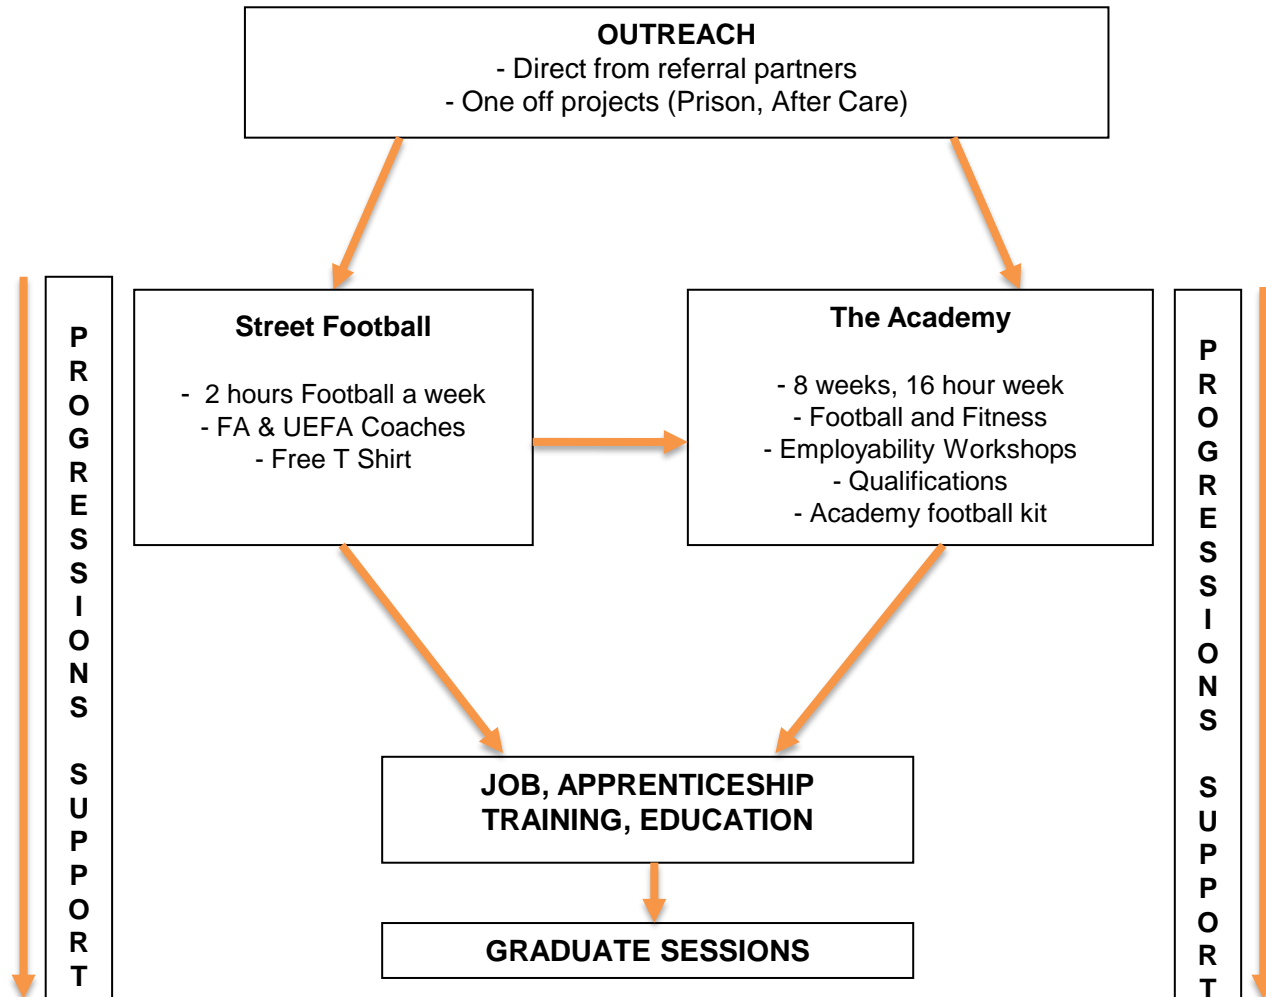 OUTREACH
- Direct from referral partners
- One off projects (Prison, After Care)
PROGRESSIONS SUPPORT
Street Football
- 2 hours Football a week
- FA & UEFA Coaches
- Free T Shirt
The Academy
- 8 weeks, 16 hour week
- Football and Fitness
- Employability Workshops
- Qualifications
- Academy football kit
PROGRESSIONS SUPPORT
JOB, APPRENTICESHIP
TRAINING, EDUCATION
GRADUATE SESSIONS